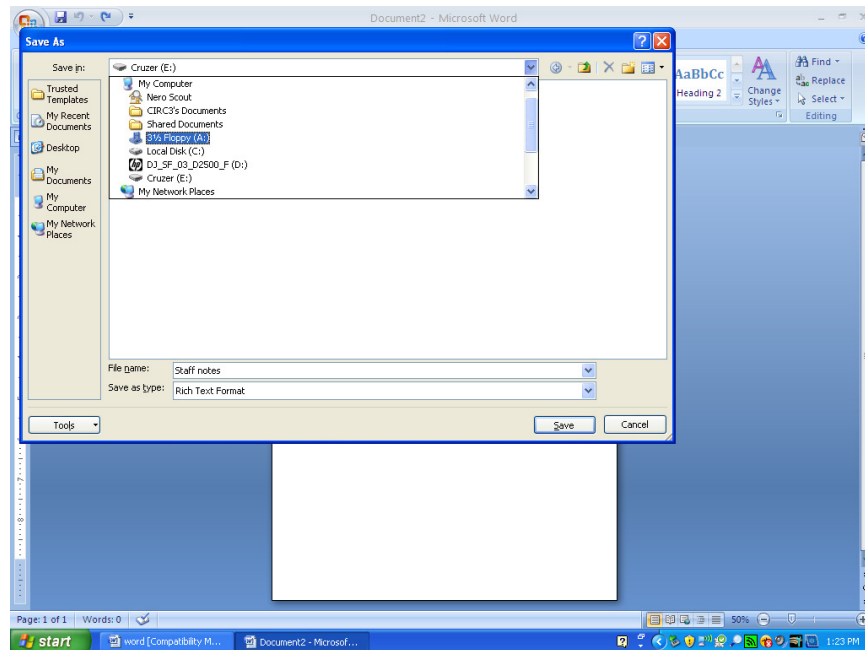 Document2 - Microsoft Word
Save As
Save in:
Cruzer (E:)
My Computer
Nero Scout
CIRC3's Documents
Shared Documents
3½ Floppy (A:)
Local Disk (C:)
DJ_SF_03_D2500_F (D:)
Cruzer (E:)
My Network Places
Trusted
Templates
My Recent
Documents
Desktop
My
Documents
My
Computer
My Network
Places
File name:
Staff notes
Save as type:
Rich Text Format
Tools
Save
Cancel
AaBbCc
Heading 2
Change
Styles
Find
Replace
Select
Editing
Page: 1 of 1
Words: 0
50%
start
word [Compatibility M...
Document2 - Microsof...
1:23 PM